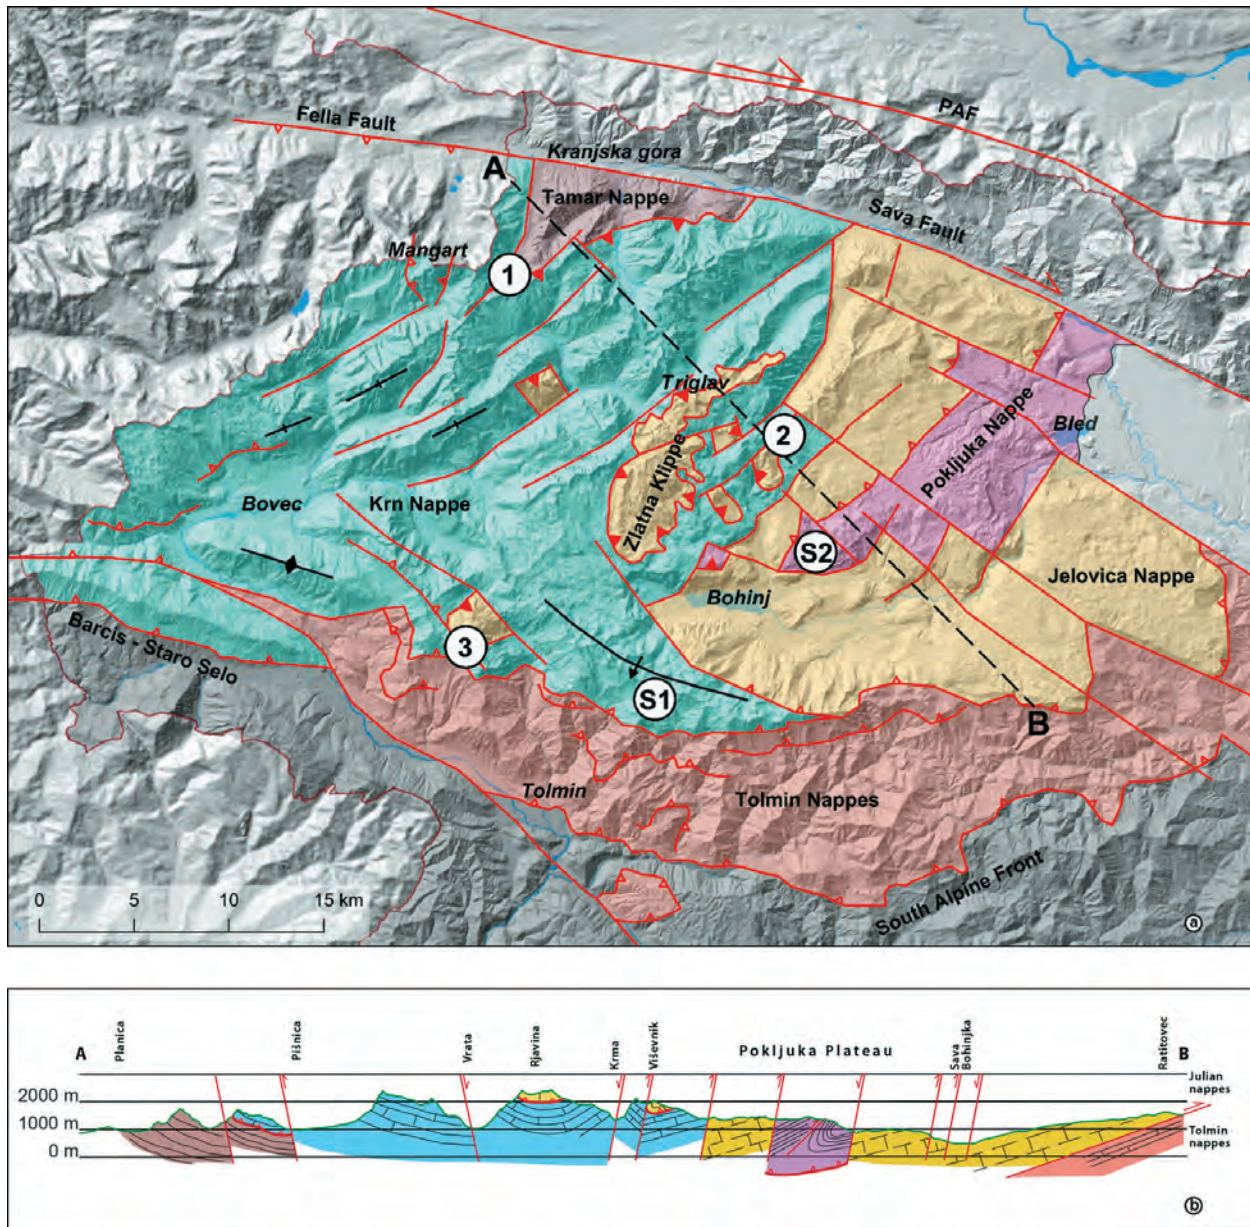 PAF
Fella Fault
Kranjska gora
A
Tamar Nappe
Sava Fault
Mangart
1
Triglav
2
Bled
Pokljuka Nappe
Zlatna Klippe
Bovec
Krn Nappe
S2
Jelovica Nappe
Bohinj
3
Barcis - Staro Selo
S1
B
Tolmin
Tolmin Nappes
South Alpine Front
0 5 10 15 km
a
A
Planica
Pišnica
Vrata
Rjavina
Krma
Viševnik
Pokljuka Plateau
Sava
Bohinjka
Ratitovec
B
Julian
nappes
2000 m
1000 m
0 m
Tolmin
nappes
b